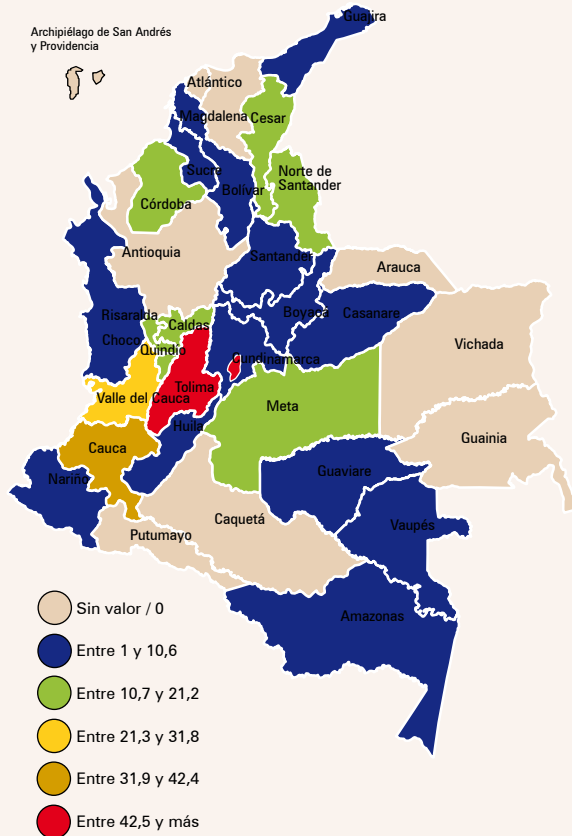 Archipiélago de San Andrés
y Providencia
Guajira
Atlántico
Magdalena
Cesar
Sucre
Bolívar
Norte de
Santander
Córdoba
Antioquia
Santander
Arauca
Risaralda
Caldas
Boyacá
Casanare
Choco
Quindío
Cundinamarca
Vichada
Tolima
Valle del Cauca
Meta
Huila
Cauca
Guainia
Nariño
Guaviare
Caquetá
Putumayo
Vaupés
Amazonas
Sin valor / 0
Entre 1 y 10,6
Entre 10,7 y 21,2
Entre 21,3 y 31,8
Entre 31,9 y 42,4
Entre 42,5 y más